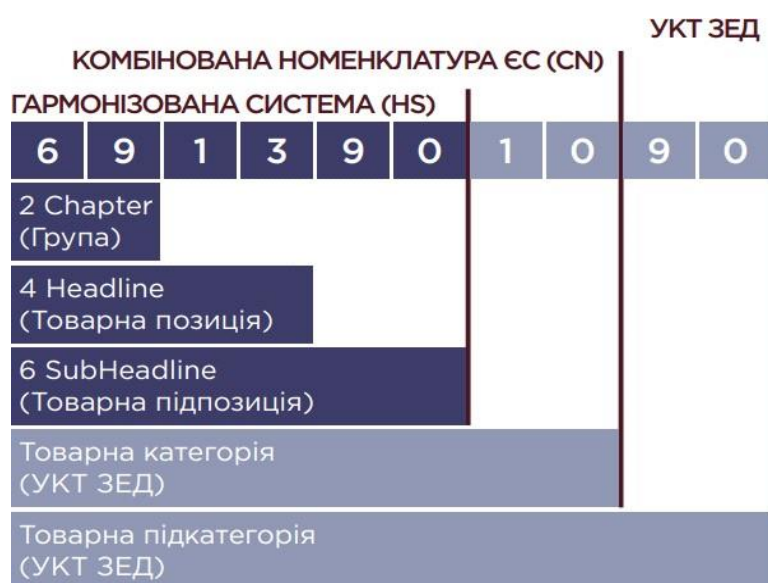 УКТ ЗЕД
КОМБІНОВАНА НОМЕНКЛАТУРА ЄС (CN)
ГАРМОНІЗОВАНА СИСТЕМА (HS)
6 9 1 3 9 0 1 0 9 0
2 Chapter
(Група)
4 Headline
(Товарна позиція)
6 SubHeadline
(Товарна підпозиція)
Товарна категорія
(УКТ ЗЕД)
Товарна підкатегорія
(УКТ ЗЕД)